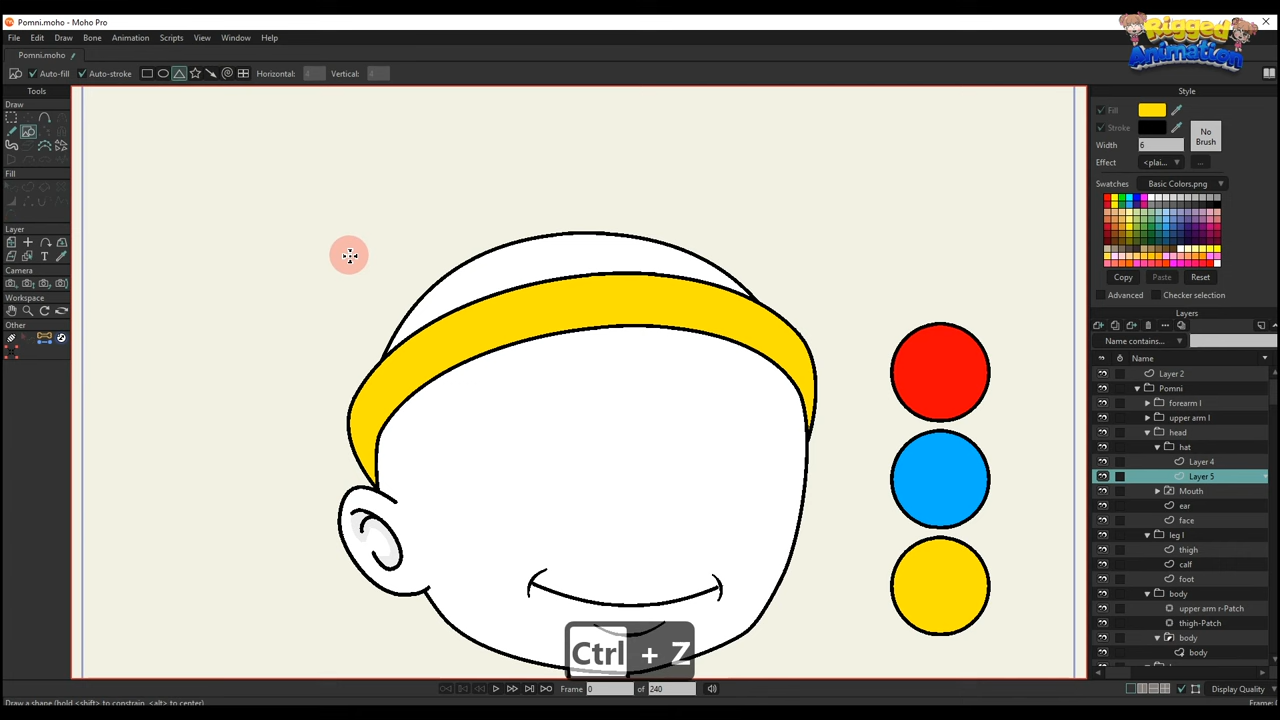 Pomni.moho - Moho Pro
Rigged Animation
File Edit Draw Bone Animation Scripts View Window Help
Pomni.moho
Auto-fill Auto-stroke Horizontal: 4 Vertical: 4
Tools
Draw
Fill
Layer
Camera
Workspace
Other
Style
Fill
Stroke
No Brush
Width 6
Effect <plai... ...
Swatches Basic Colors.png
Copy Paste Reset
Advanced Checker selection
Layers
Name contains...
Name
Layer 2
Pomni
forearm l
upper arm l
head
hat
Layer 4
Layer 5
Mouth
ear
face
leg l
thigh
calf
foot
body
upper arm r-Patch
thigh-Patch
body
body
Ctrl + Z
Frame 0 of 240 Display Quality
Draw a shape (hold <shift> to constrain, <alt> to center) Frame: